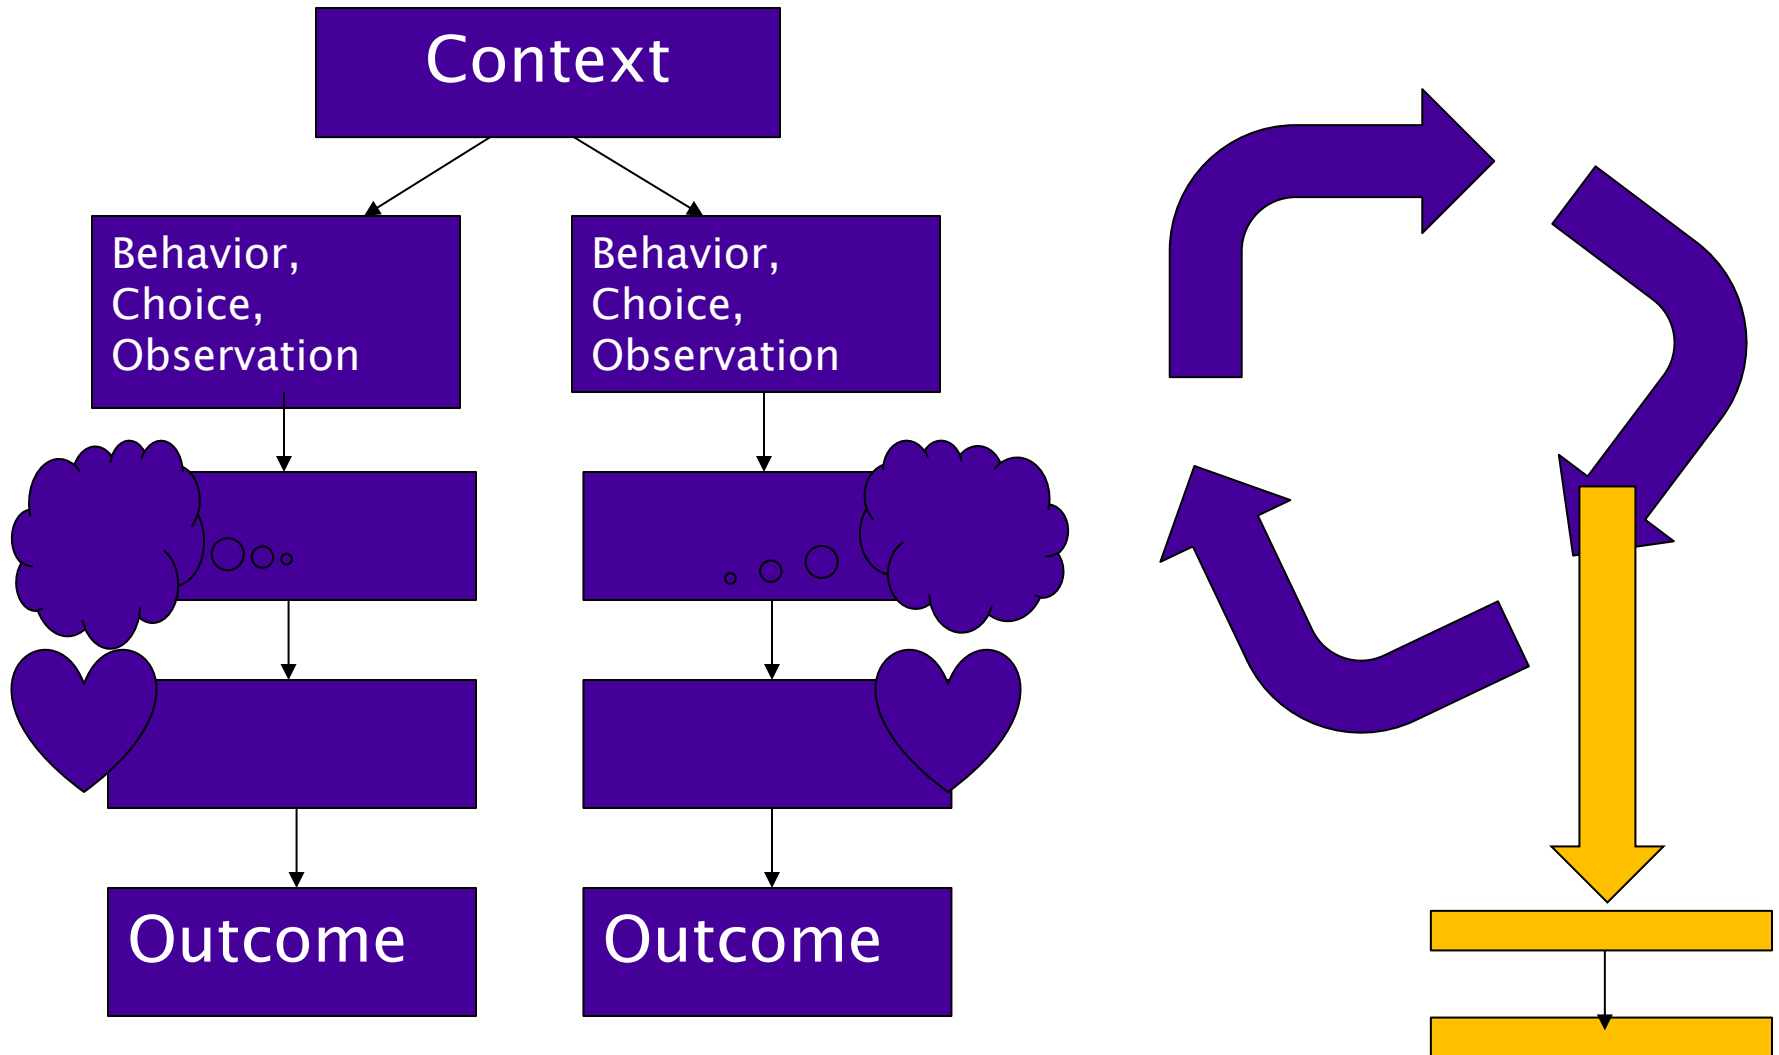 Context
Behavior,
Choice,
Observation
Behavior,
Choice,
Observation
Outcome
Outcome